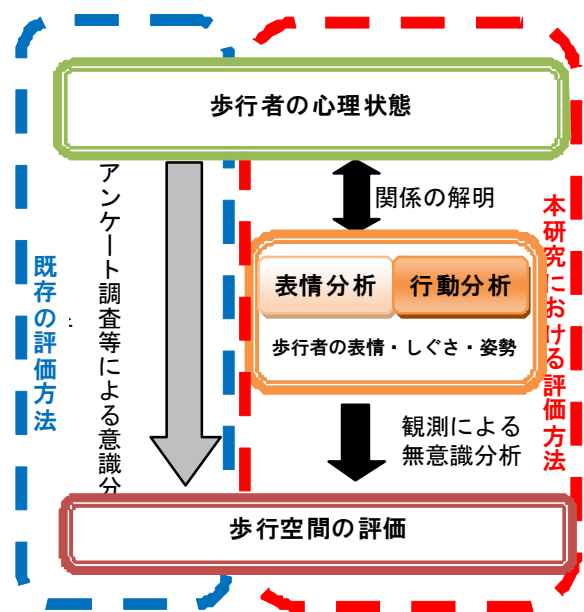 歩行者の心理状態
アンケート調査等による意識分
既存の評価方法
:
関係の解明
表情分析
行動分析
歩行者の表情・しぐさ・姿勢
観測による
無意識分析
本研究における評価方法
歩行空間の評価